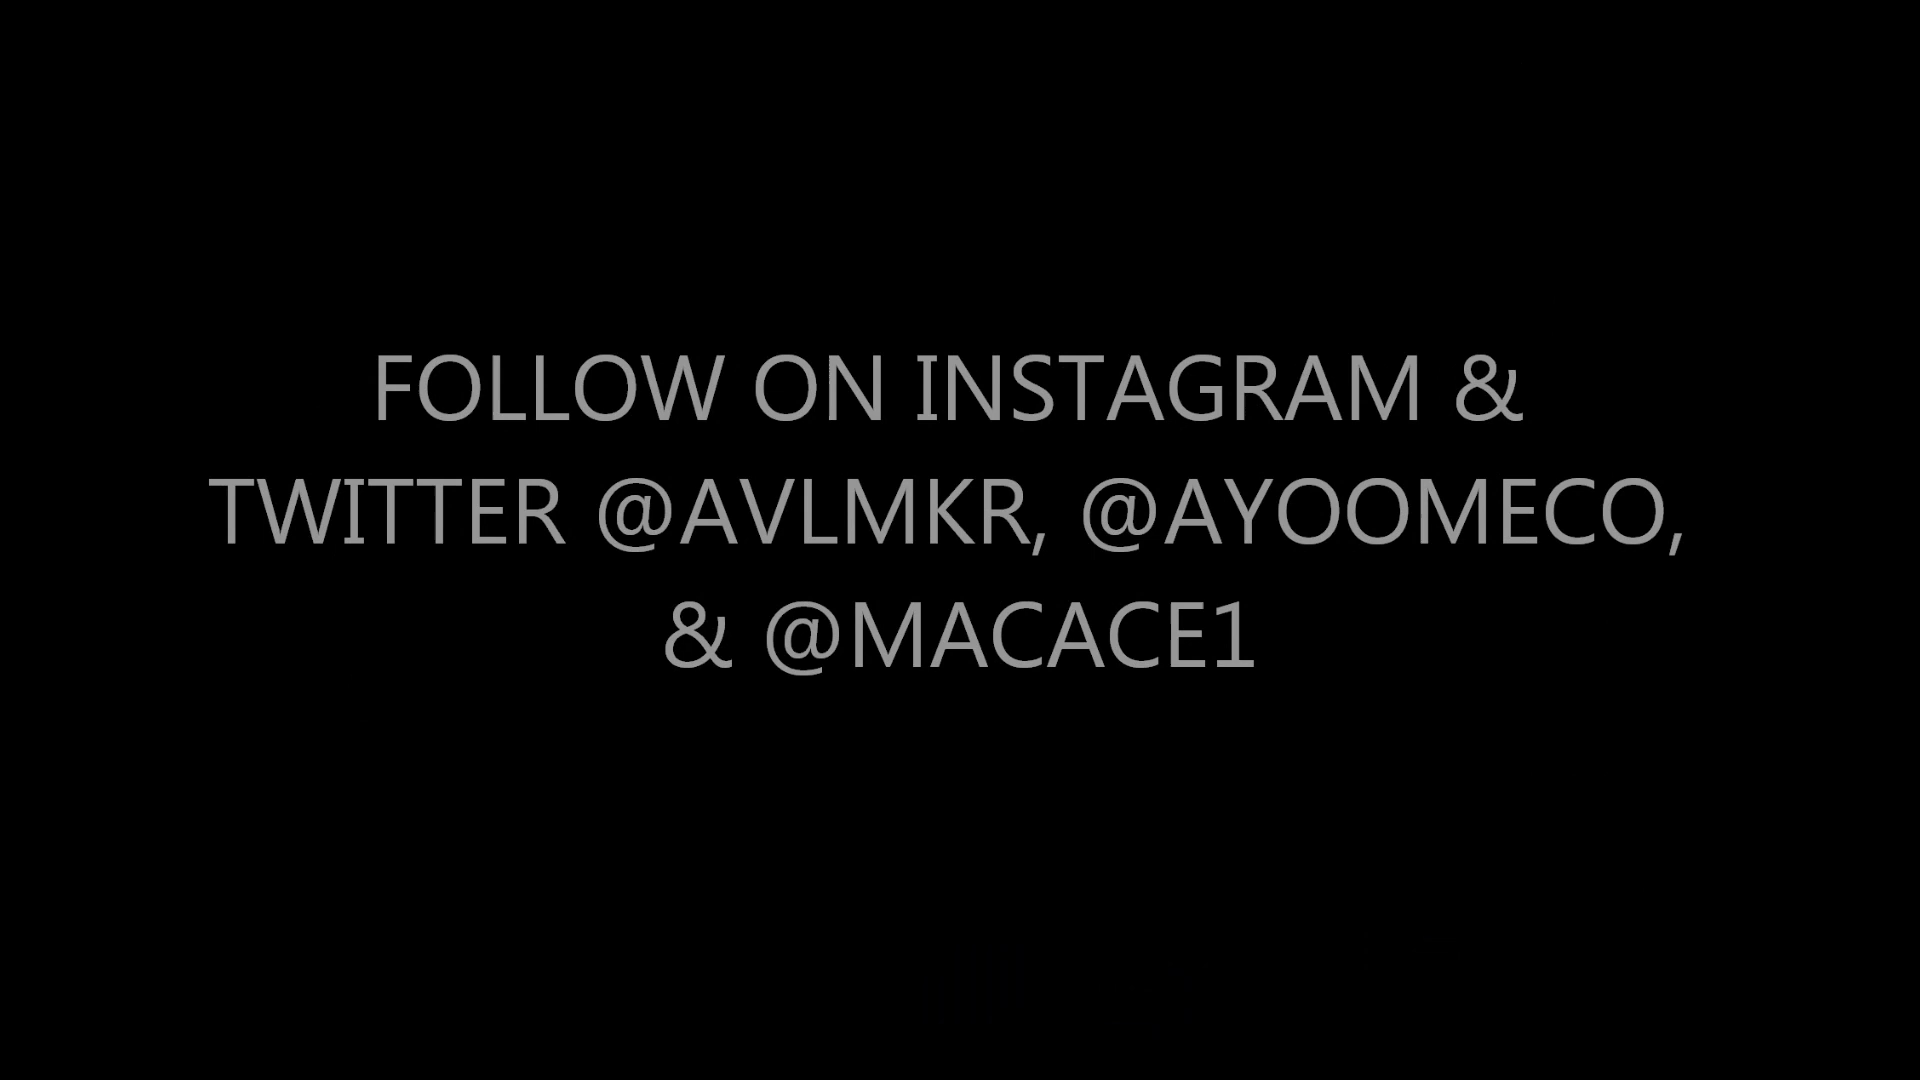 FOLLOW ON INSTAGRAM &
TWITTER @AVLMKR, @AYOOMECO,
& @MACACE1